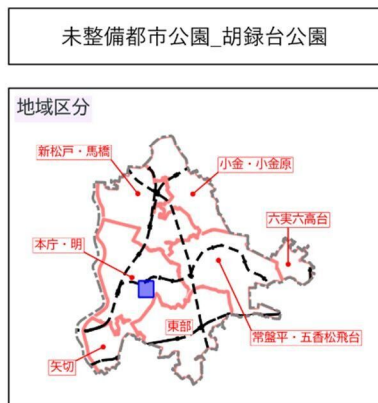 未整備都市公園_胡録台公園
地域区分
新松戸・馬橋
小金・小金原
六実六高台
本庁・明
東部
常盤平・五香松飛台
矢切